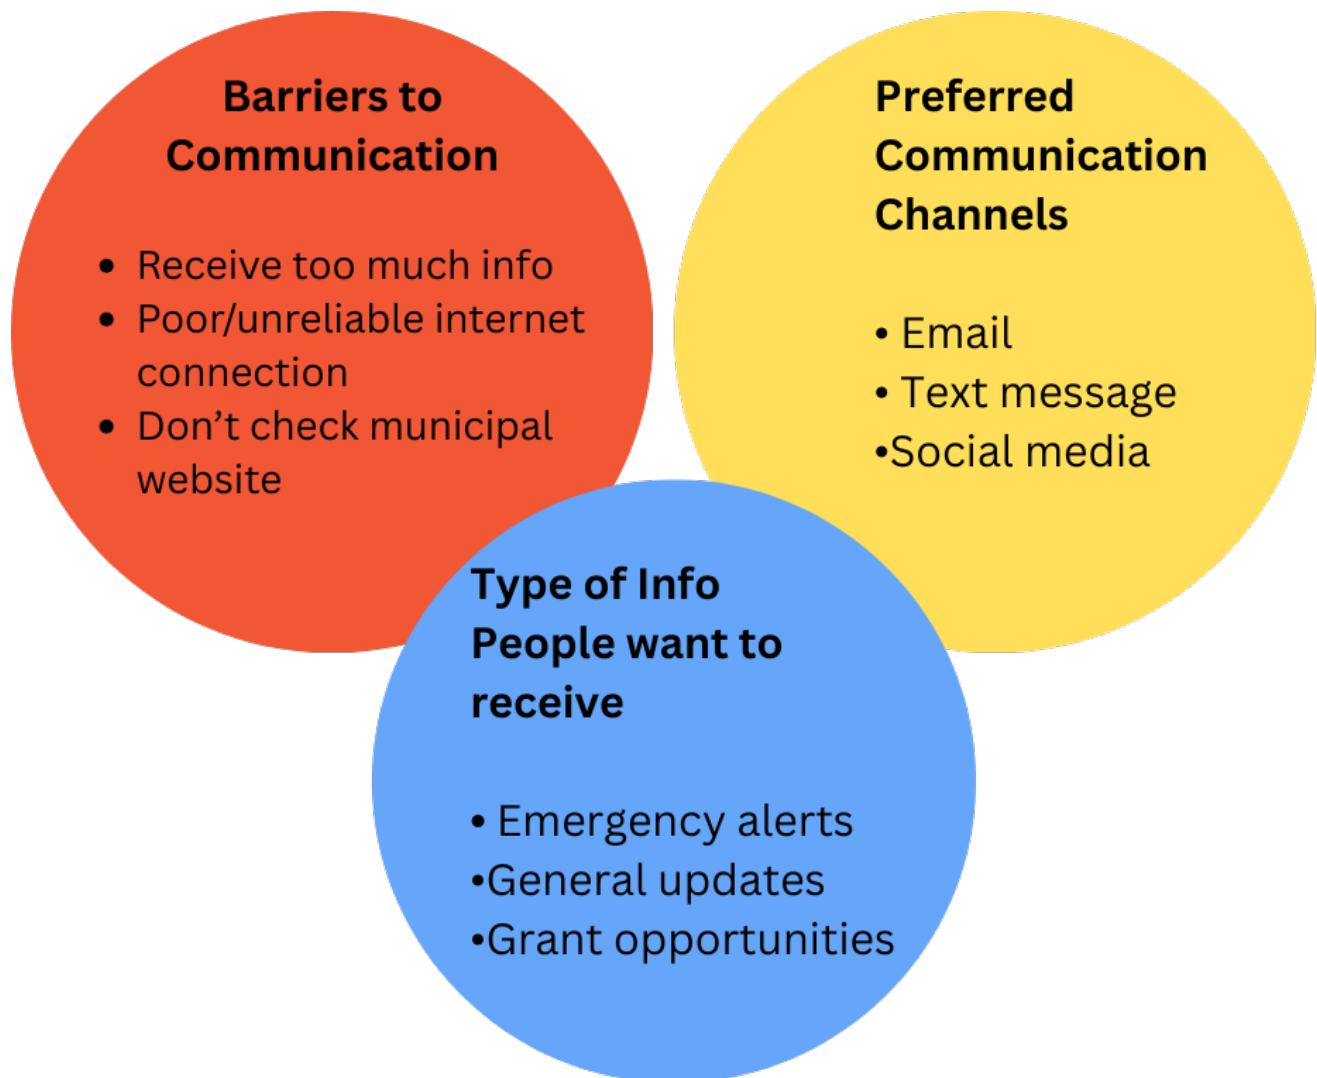 Barriers to
Communication
• Receive too much info
• Poor/unreliable internet
connection
• Don’t check municipal
website
Preferred
Communication
Channels
• Email
• Text message
•Social media
Type of Info
People want to
receive
• Emergency alerts
•General updates
•Grant opportunities